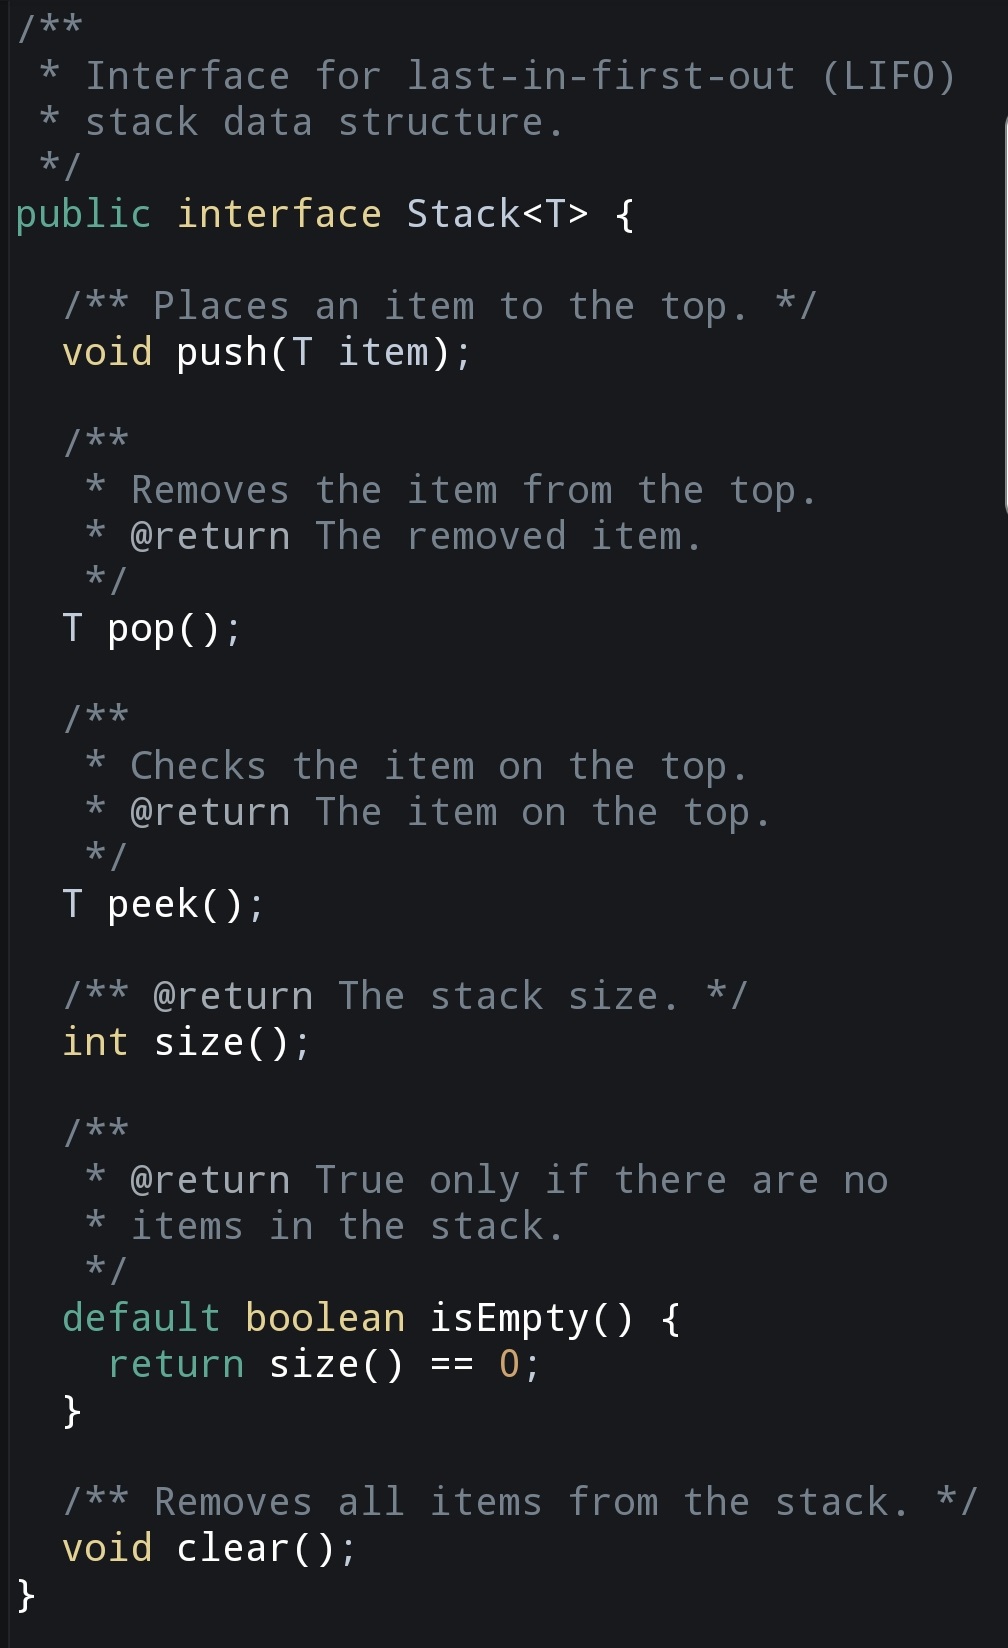 /**
 * Interface for last-in-first-out (LIFO)
 * stack data structure.
 */
public interface Stack<T> {

  /** Places an item to the top. */
  void push(T item);

  /**
   * Removes the item from the top.
   * @return The removed item.
   */
  T pop();

  /**
   * Checks the item on the top.
   * @return The item on the top.
   */
  T peek();

  /** @return The stack size. */
  int size();

  /**
   * @return True only if there are no
   * items in the stack.
   */
  default boolean isEmpty() {
    return size() == 0;
  }

  /** Removes all items from the stack. */
  void clear();
}